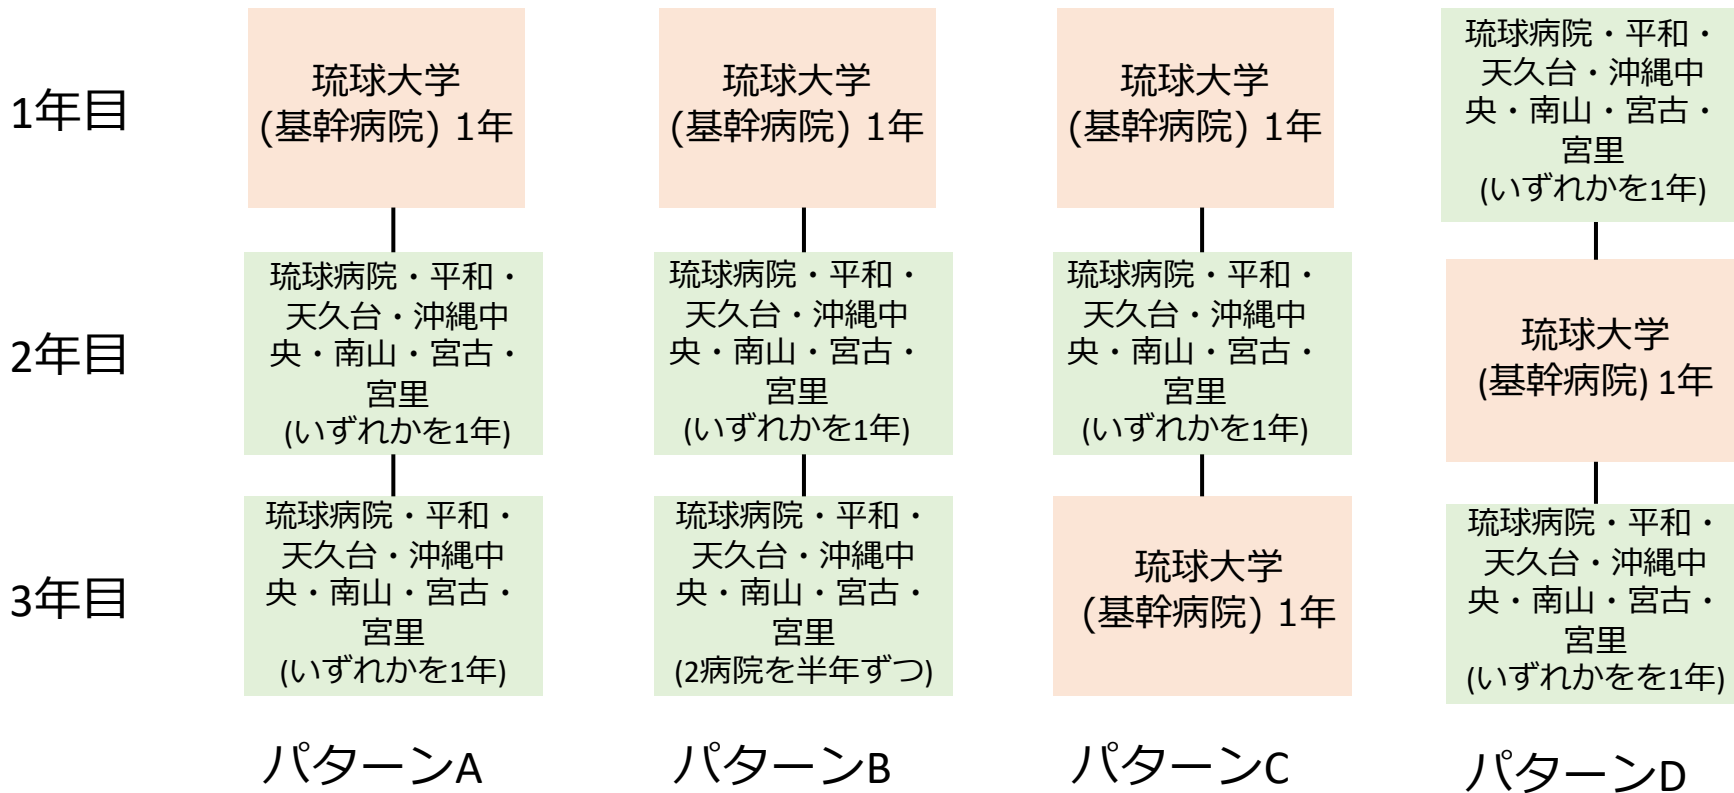 1年目
琉球大学
(基幹病院) 1年
琉球大学
(基幹病院) 1年
琉球大学
(基幹病院) 1年
琉球病院・平和・
天久台・沖縄中
央・南山・宮古・
宮里
(いずれかを1年)
2年目
琉球病院・平和・
天久台・沖縄中
央・南山・宮古・
宮里
(いずれかを1年)
琉球病院・平和・
天久台・沖縄中
央・南山・宮古・
宮里
(いずれかを1年)
琉球病院・平和・
天久台・沖縄中
央・南山・宮古・
宮里
(いずれかを1年)
琉球大学
(基幹病院) 1年
3年目
琉球病院・平和・
天久台・沖縄中
央・南山・宮古・
宮里
(いずれかを1年)
琉球病院・平和・
天久台・沖縄中
央・南山・宮古・
宮里
(2病院を半年ずつ)
琉球大学
(基幹病院) 1年
琉球病院・平和・
天久台・沖縄中
央・南山・宮古・
宮里
(いずれかをを1年)
パターンA
パターンB
パターンC
パターンD